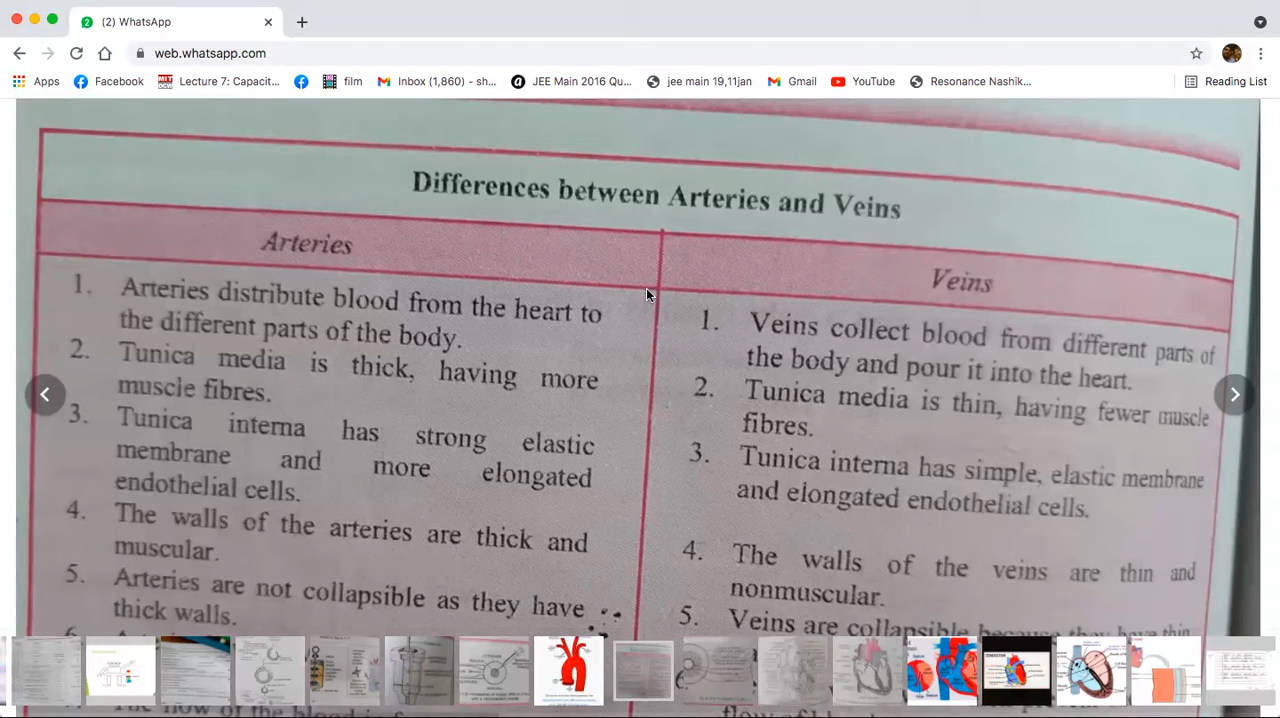 (2) WhatsApp
web.whatsapp.com
Apps
Facebook
Lecture 7: Capacit...
film
Inbox (1,860) - sh...
JEE Main 2016 Qu...
jee main 19,11jan
Gmail
YouTube
Resonance Nashik...
Reading List
Differences between Arteries and Veins
Arteries
1. Arteries distribute blood from the heart to
the different parts of the body.
2. Tunica media is thick, having more
muscle fibres.
3. Tunica interna has strong elastic
membrane and more elongated
endothelial cells.
4. The walls of the arteries are thick and
muscular.
5. Arteries are not collapsible as they have
thick walls.
Veins
1. Veins collect blood from different parts of
the body and pour it into the heart.
2. Tunica media is thin, having fewer muscle
fibres.
3. Tunica interna has simple, elastic membrane
and elongated endothelial cells.
4. The walls of the veins are thin and
nonmuscular.
5. Veins are collapsible because they have thin